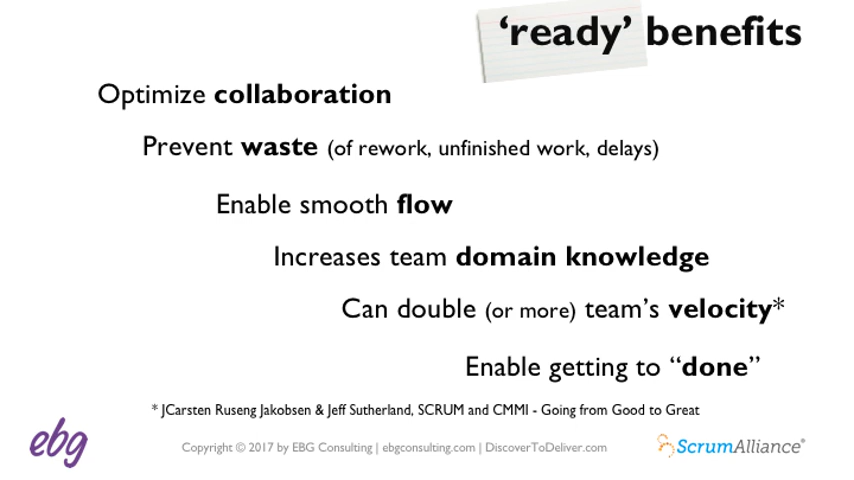 ‘ready’ benefits
Optimize collaboration
Prevent waste (of rework, unfinished work, delays)
Enable smooth flow
Increases team domain knowledge
Can double (or more) team’s velocity*
Enable getting to “done”
* JCarsten Ruseng Jakobsen & Jeff Sutherland, SCRUM and CMMI - Going from Good to Great
ebg
Copyright © 2017 by EBG Consulting | ebgconsulting.com | DiscoverToDeliver.com
ScrumAlliance®